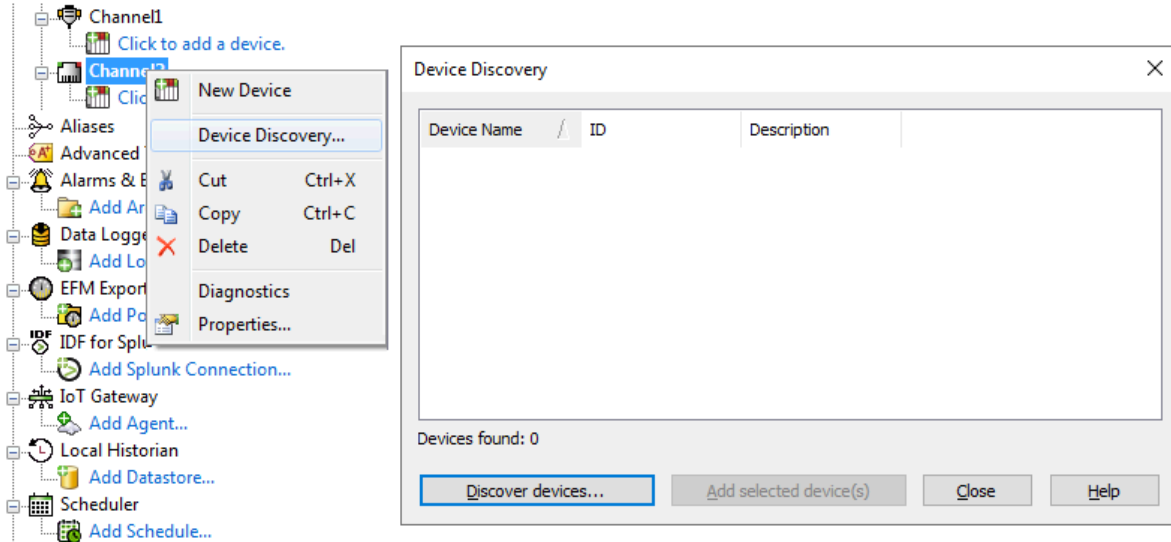 Channel1
Click to add a device.
Channel2
Clic
Aliases
Advanced
Alarms & E
Add Ar
Data Logge
Add Lo
EFM Export
Add Po
IDF for Splu
Add Splunk Connection...
IoT Gateway
Add Agent...
Local Historian
Add Datastore...
Scheduler
Add Schedule...
New Device
Device Discovery...
Cut Ctrl+X
Copy Ctrl+C
Delete Del
Diagnostics
Properties...
Device Discovery
Device Name ID Description
Devices found: 0
Discover devices... Add selected device(s) Close Help